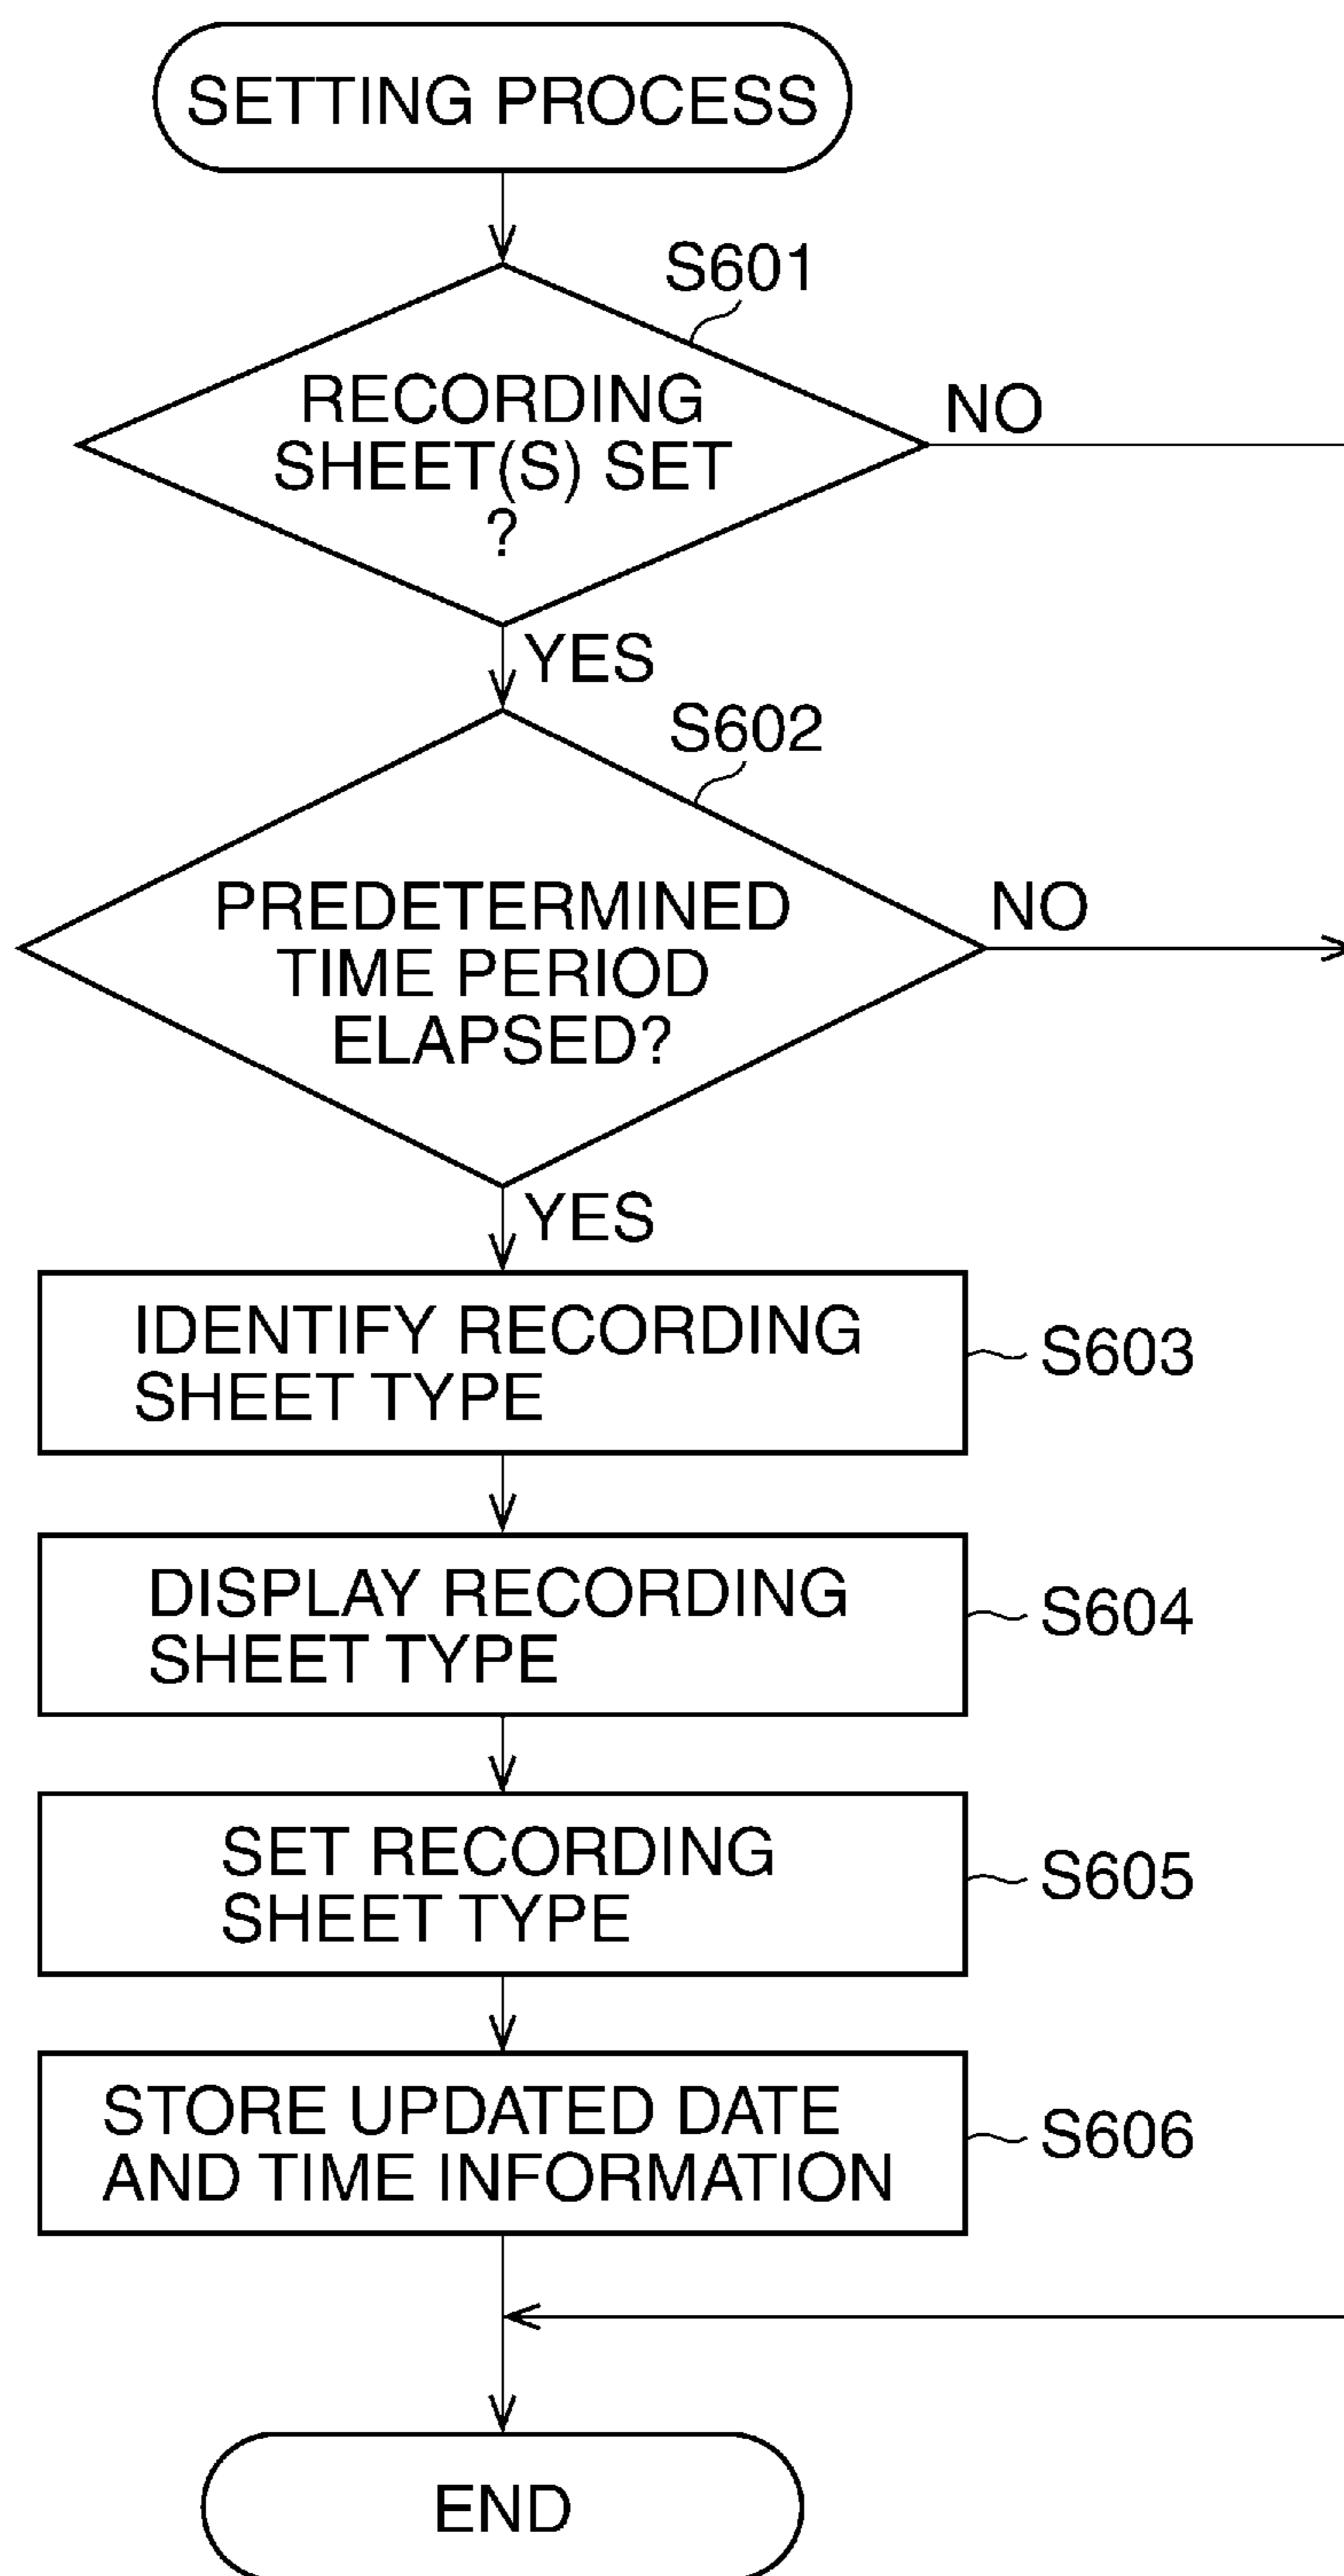 SETTING PROCESS
S601
RECORDING
SHEET(S) SET
?
NO
YES
S602
PREDETERMINED
TIME PERIOD
ELAPSED?
NO
YES
IDENTIFY RECORDING
SHEET TYPE
S603
DISPLAY RECORDING
SHEET TYPE
S604
SET RECORDING
SHEET TYPE
S605
STORE UPDATED DATE
AND TIME INFORMATION
S606
END